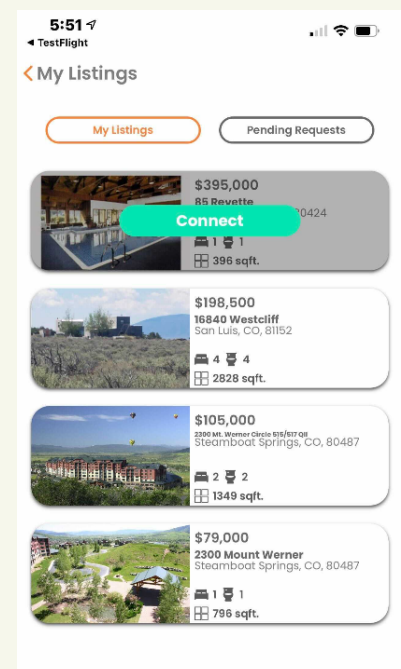 5:51
◄ TestFlight
My Listings
My Listings
Pending Requests
$395,000
85 Revette
0424
Connect
1 1
396 sqft.
$198,500
16840 Westcliff
San Luis, CO, 81152
4 4
2828 sqft.
$105,000
2300 Mt. Werner Circle 515/517 QII
Steamboat Springs, CO, 80487
2 2
1349 sqft.
$79,000
2300 Mount Werner
Steamboat Springs, CO, 80487
1 1
796 sqft.